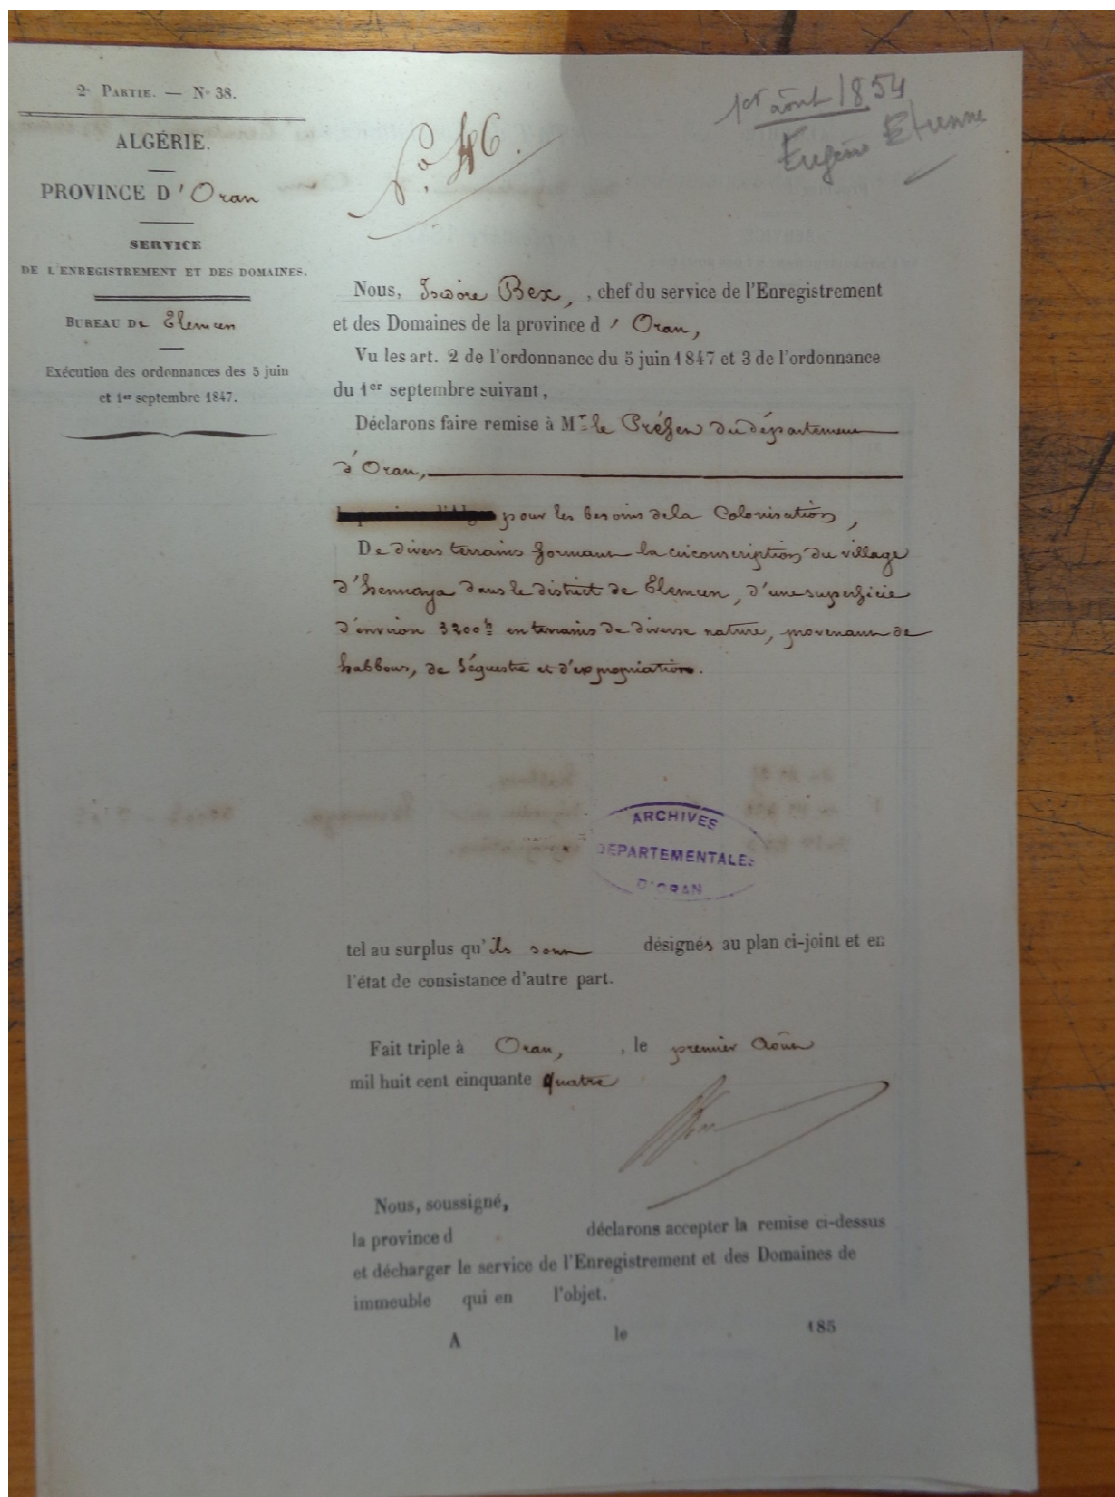 2e PARTIE. — No 38.
ALGÉRIE.
PROVINCE D'Oran
SERVICE
DE L'ENREGISTREMENT ET DES DOMAINES.
BUREAU DE Tlemcen
Exécution des ordonnances des 5 juin
et 1er septembre 1847.
No 46.
1er août 1854
Eugène Etienne
Nous, Isidore Bex, , chef du service de l'Enregistrement
et des Domaines de la province d'Oran,
Vu les art. 2 de l'ordonnance du 5 juin 1847 et 3 de l'ordonnance
du 1er septembre suivant,
Déclarons faire remise à Mr le Préfet du département
d'Oran,
pour les besoins de la Colonisation,
De divers terrains formant la circonscription du village
d'hennaya dans le district de Tlemcen, d'une superficie
d'environ 3200h en terrains de diverse nature, provenant de
habbous, de séquestre et d'expropriation.
ARCHIVES
DEPARTEMENTALES
D'ORAN
tel au surplus qu'ils sont désignés au plan ci-joint et en
l'état de consistance d'autre part.
Fait triple à Oran, , le premier Août
mil huit cent cinquante quatre
Nous, soussigné,
la province d déclarons accepter la remise ci-dessus
et décharger le service de l'Enregistrement et des Domaines de
immeuble qui en l'objet.
A le 185